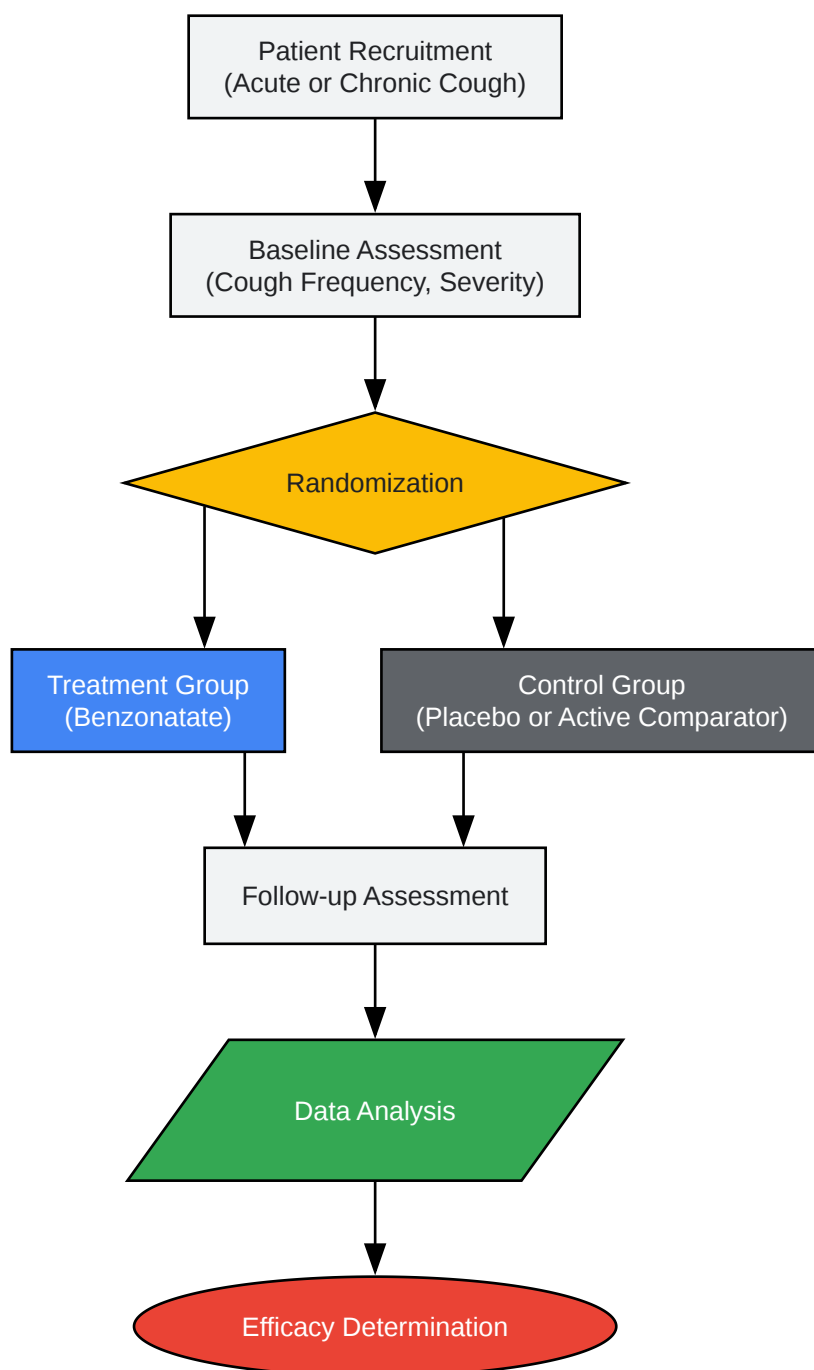 Patient Recruitment
(Acute or Chronic Cough)
Baseline Assessment
(Cough Frequency, Severity)
Randomization
Treatment Group
(Benzonatate)
Control Group
(Placebo or Active Comparator)
Follow-up Assessment
Data Analysis
Efficacy Determination